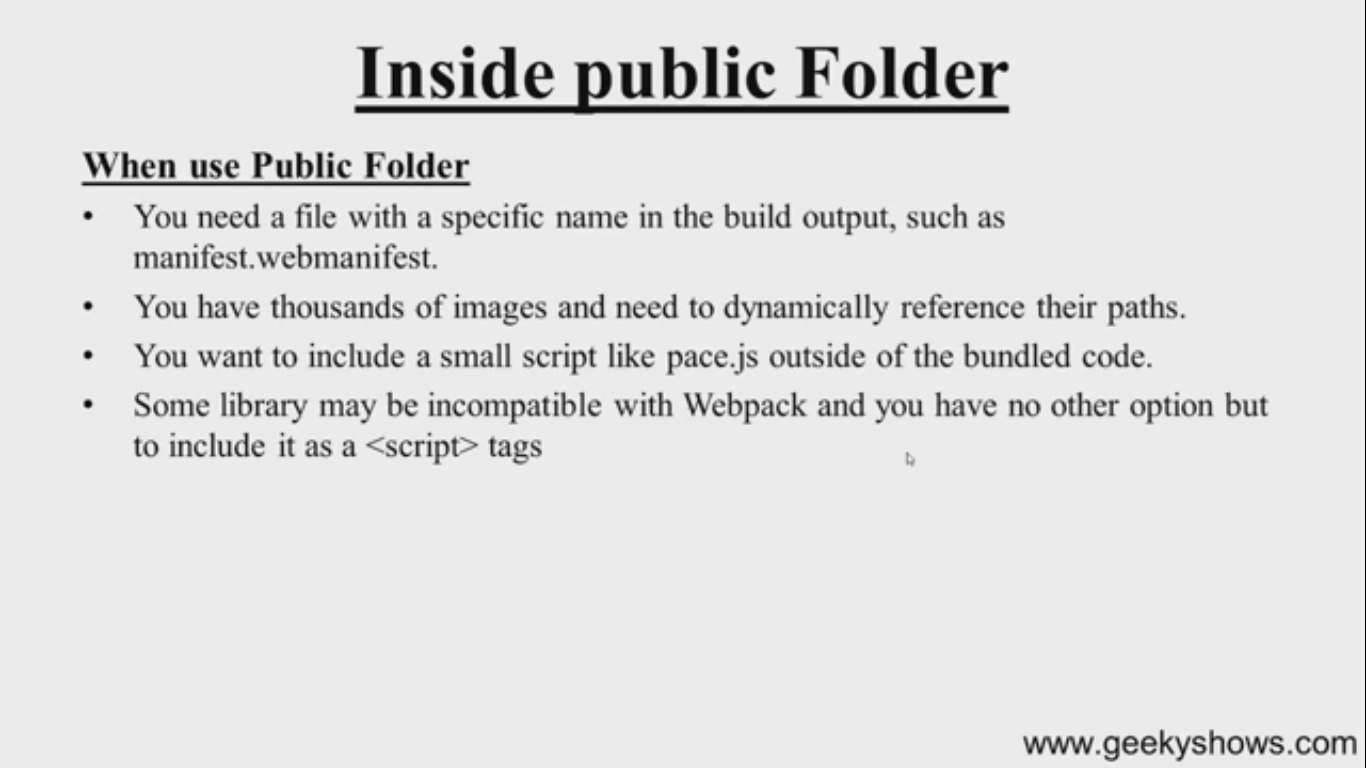 Inside public Folder
When use Public Folder
• You need a file with a specific name in the build output, such as
manifest.webmanifest.
• You have thousands of images and need to dynamically reference their paths.
• You want to include a small script like pace.js outside of the bundled code.
• Some library may be incompatible with Webpack and you have no other option but
to include it as a <script> tags
www.geekyshows.com